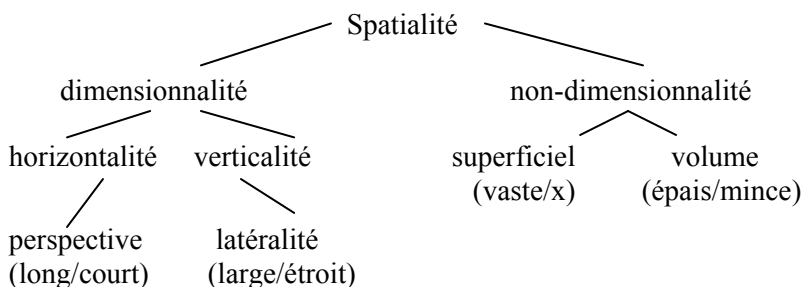 Spatialité
dimensionnalité non-dimensionnalité
horizontalité verticalité superficiel volume
(vaste/x) (épais/mince)
perspective latéralité
(long/court) (large/étroit)